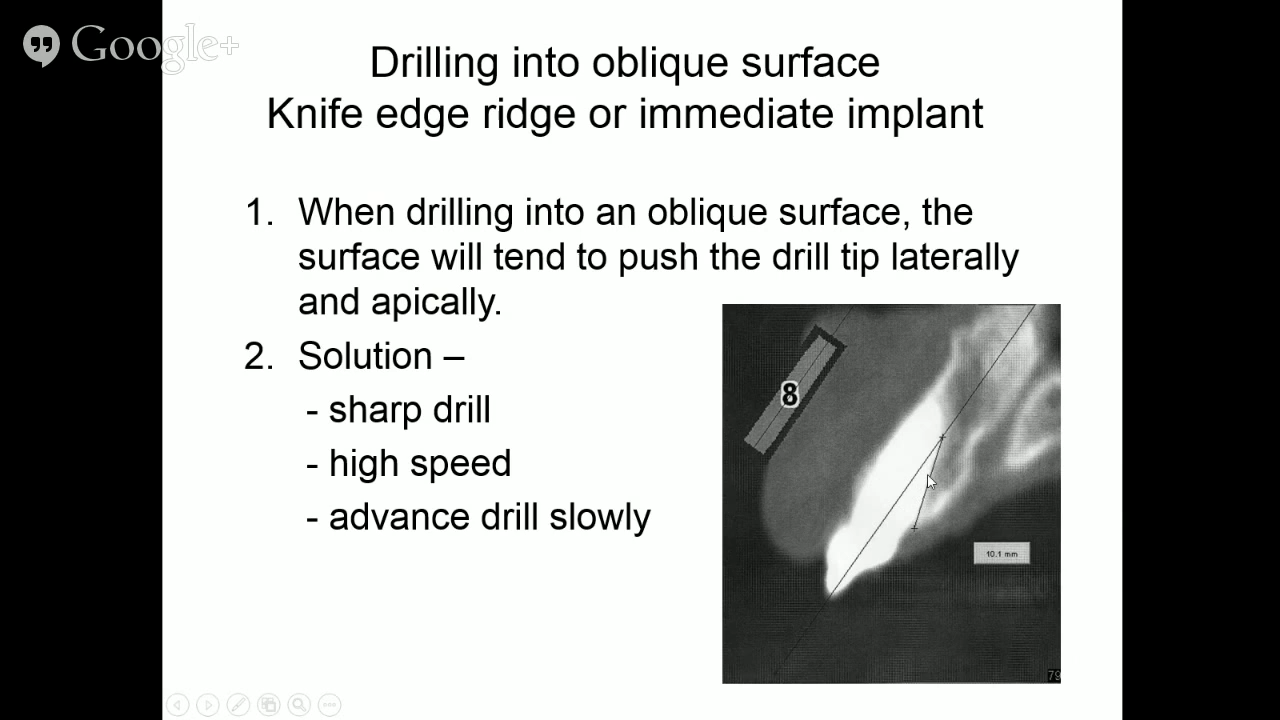 Google+
Drilling into oblique surface
Knife edge ridge or immediate implant
1. When drilling into an oblique surface, the
surface will tend to push the drill tip laterally
and apically.
2. Solution –
- sharp drill
- high speed
- advance drill slowly
8
10.1 mm
79